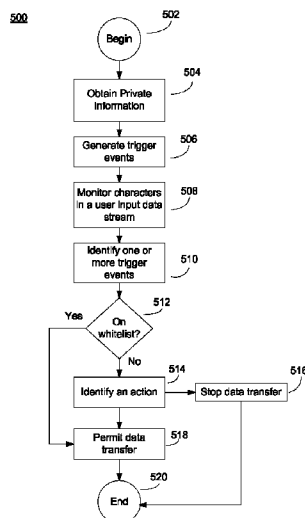 500
502
Begin
504
Obtain Private
Information
506
Generate trigger
events
508
Monitor characters
in a user input data
stream
Identify one or
more trigger events
510
512
Yes
On
whitelist?
No
514
516
Identify an action
Stop data transfer
Permit data
transfer
518
520
End